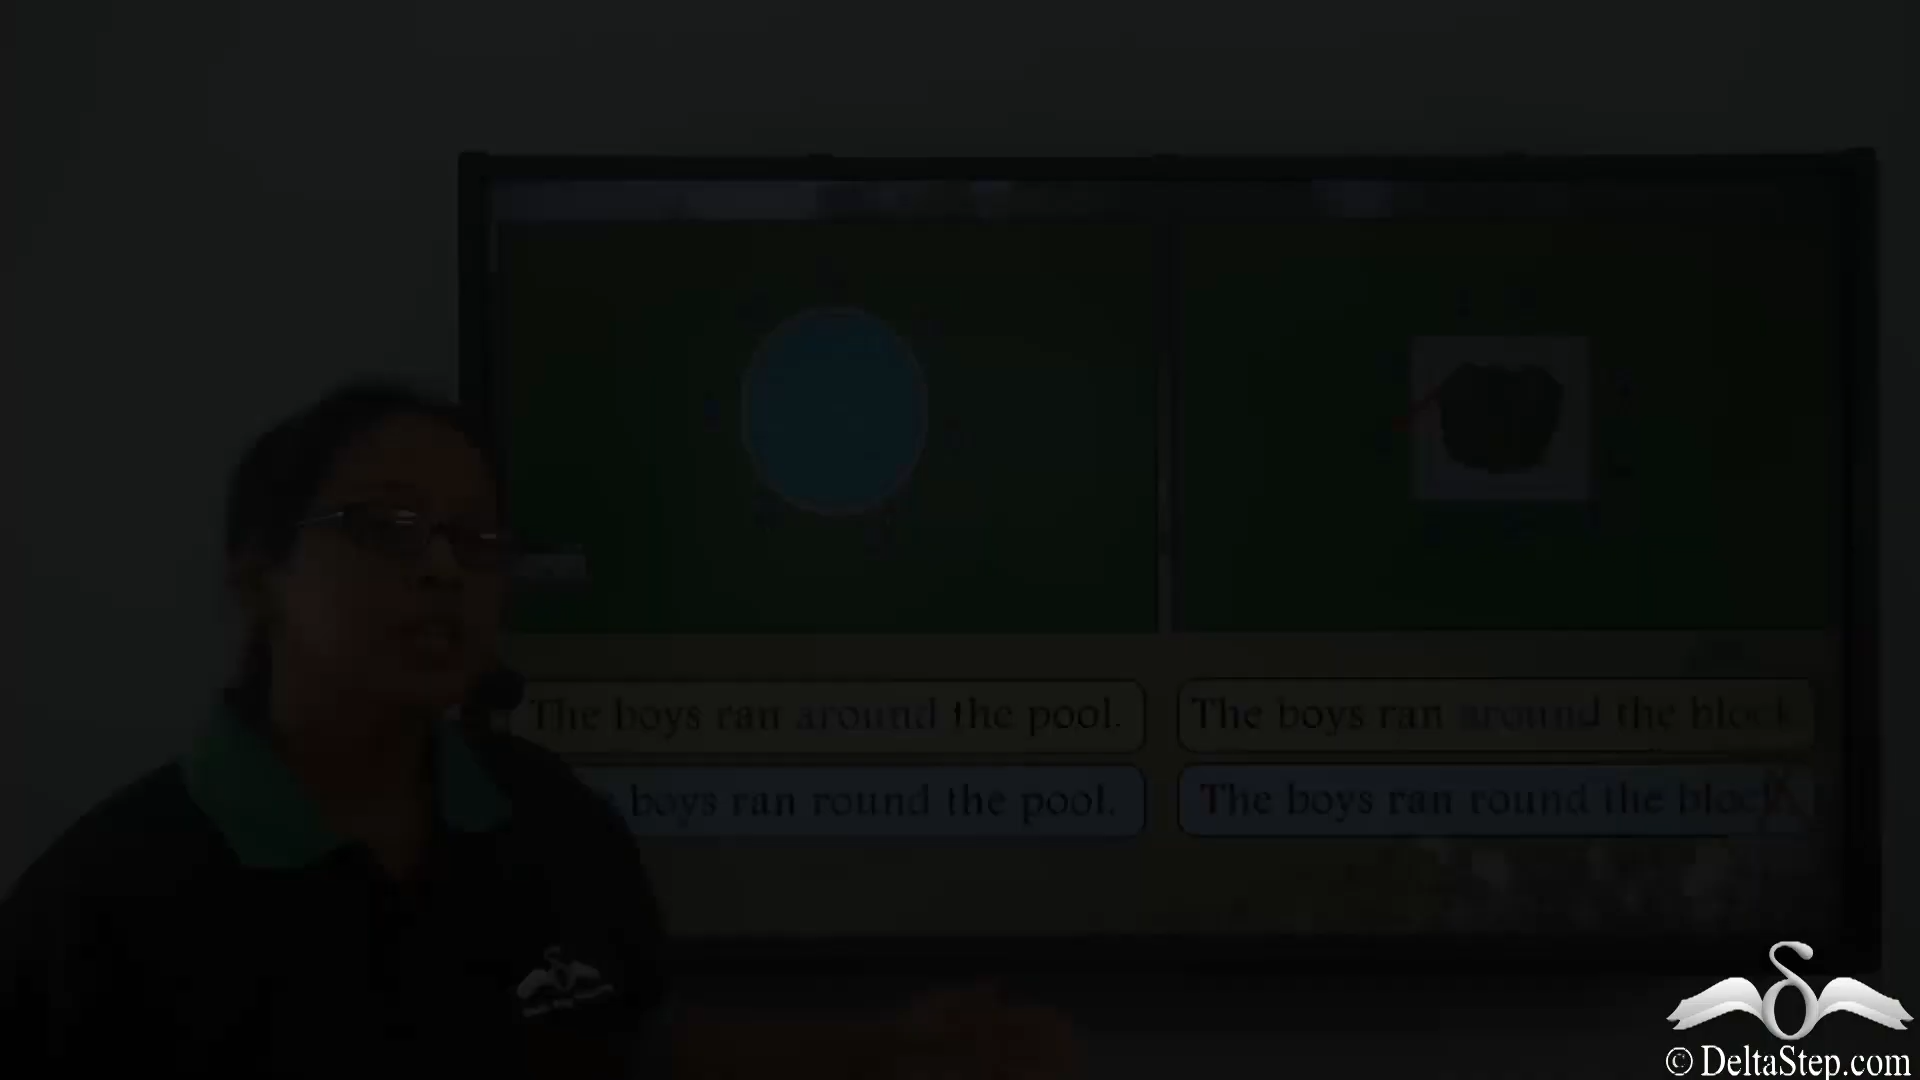 The boys ran around the pool.
The boys ran around the block
boys ran round the pool.
The boys ran round the block
© DeltaStep.com